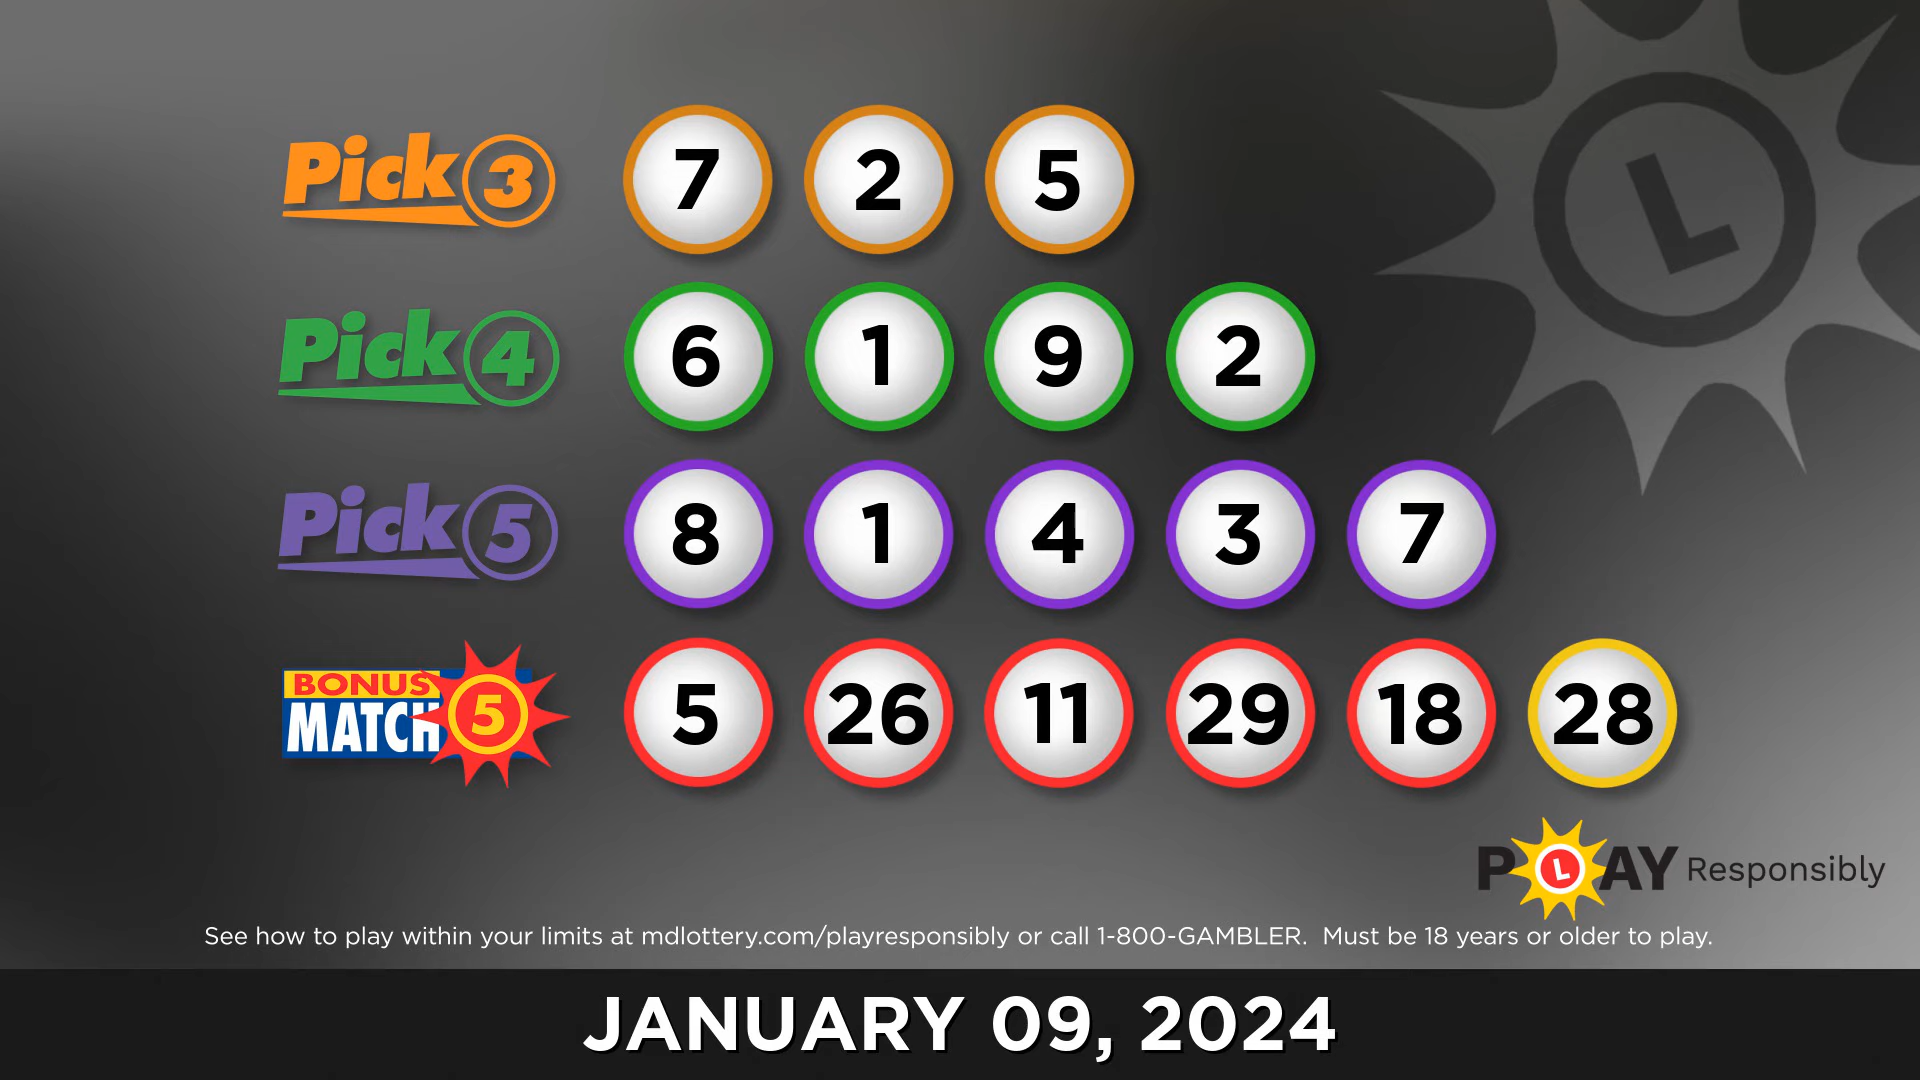 Pick 3 7 2 5
Pick 4 6 1 9 2
Pick 5 8 1 4 3 7
BONUS
MATCH 5 5 26 11 29 18 28
PLAY Responsibly
See how to play within your limits at mdlottery.com/playresponsibly or call 1-800-GAMBLER. Must be 18 years or older to play.
JANUARY 09, 2024
L